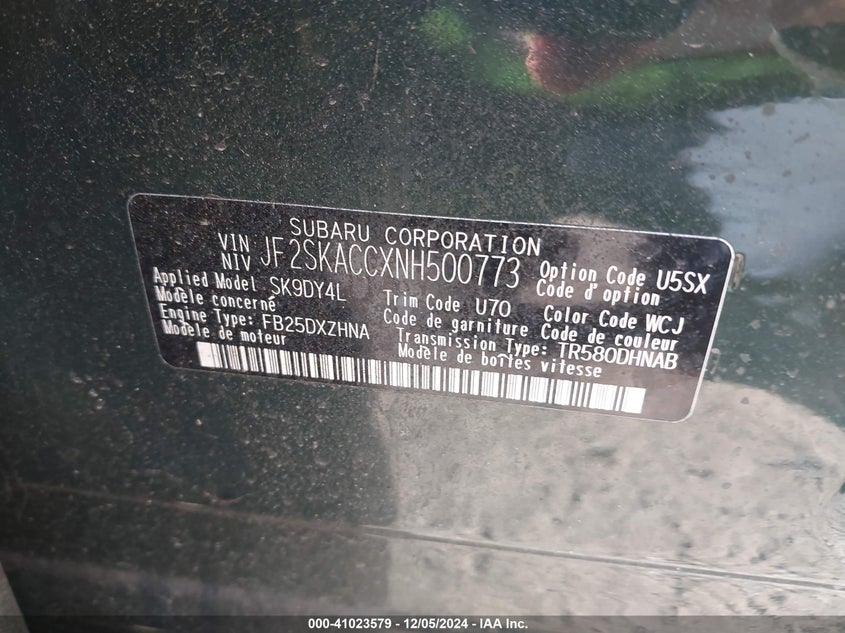 SUBARU CORPORATION
VIN
NIV JF2SKACCXNH500773
Option Code U5SX
Code d'option
Applied Model SK9DY4L
Modèle concerné
Trim Code U70
Code de garniture
Color Code WCJ
Code de couleur
Engine Type: FB25DXZHNA
Modèle de moteur
Transmission Type: TR580DHNAB
Modèle de boîtes vitesse
000-41023579 - 12/05/2024 - IAA Inc.